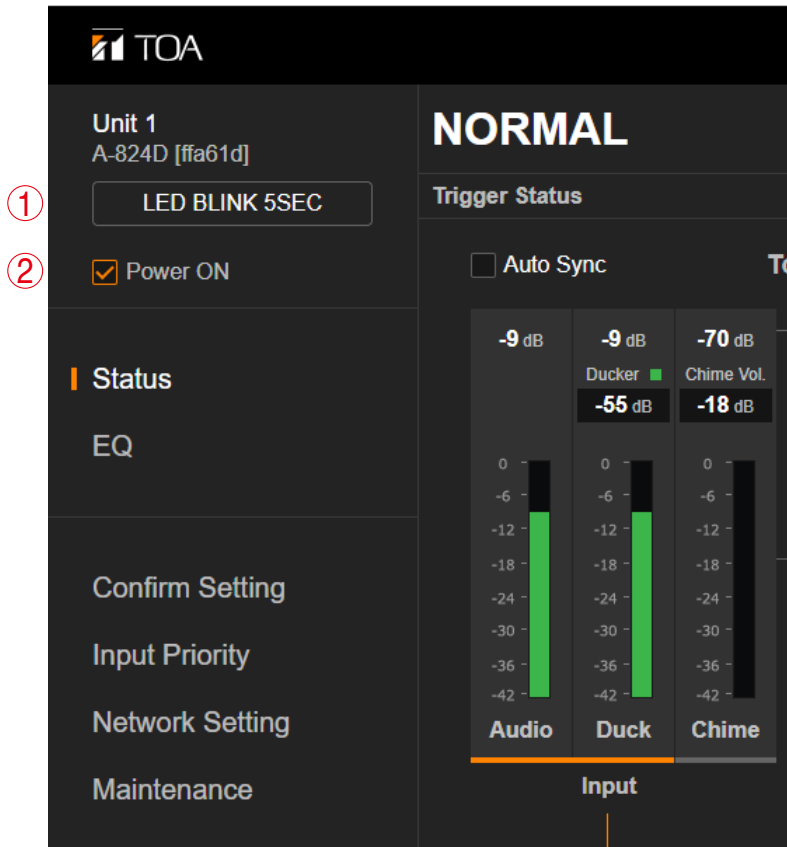 TOA
Unit 1
A-824D [ffa61d]
① LED BLINK 5SEC
② Power ON
Status
EQ
Confirm Setting
Input Priority
Network Setting
Maintenance
NORMAL
Trigger Status
Auto Sync
-9 dB -9 dB -70 dB
Ducker Chime Vol.
-55 dB -18 dB
0 0 0
-6 -6 -6
-12 -12 -12
-18 -18 -18
-24 -24 -24
-30 -30 -30
-36 -36 -36
-42 -42 -42
Audio Duck Chime
Input